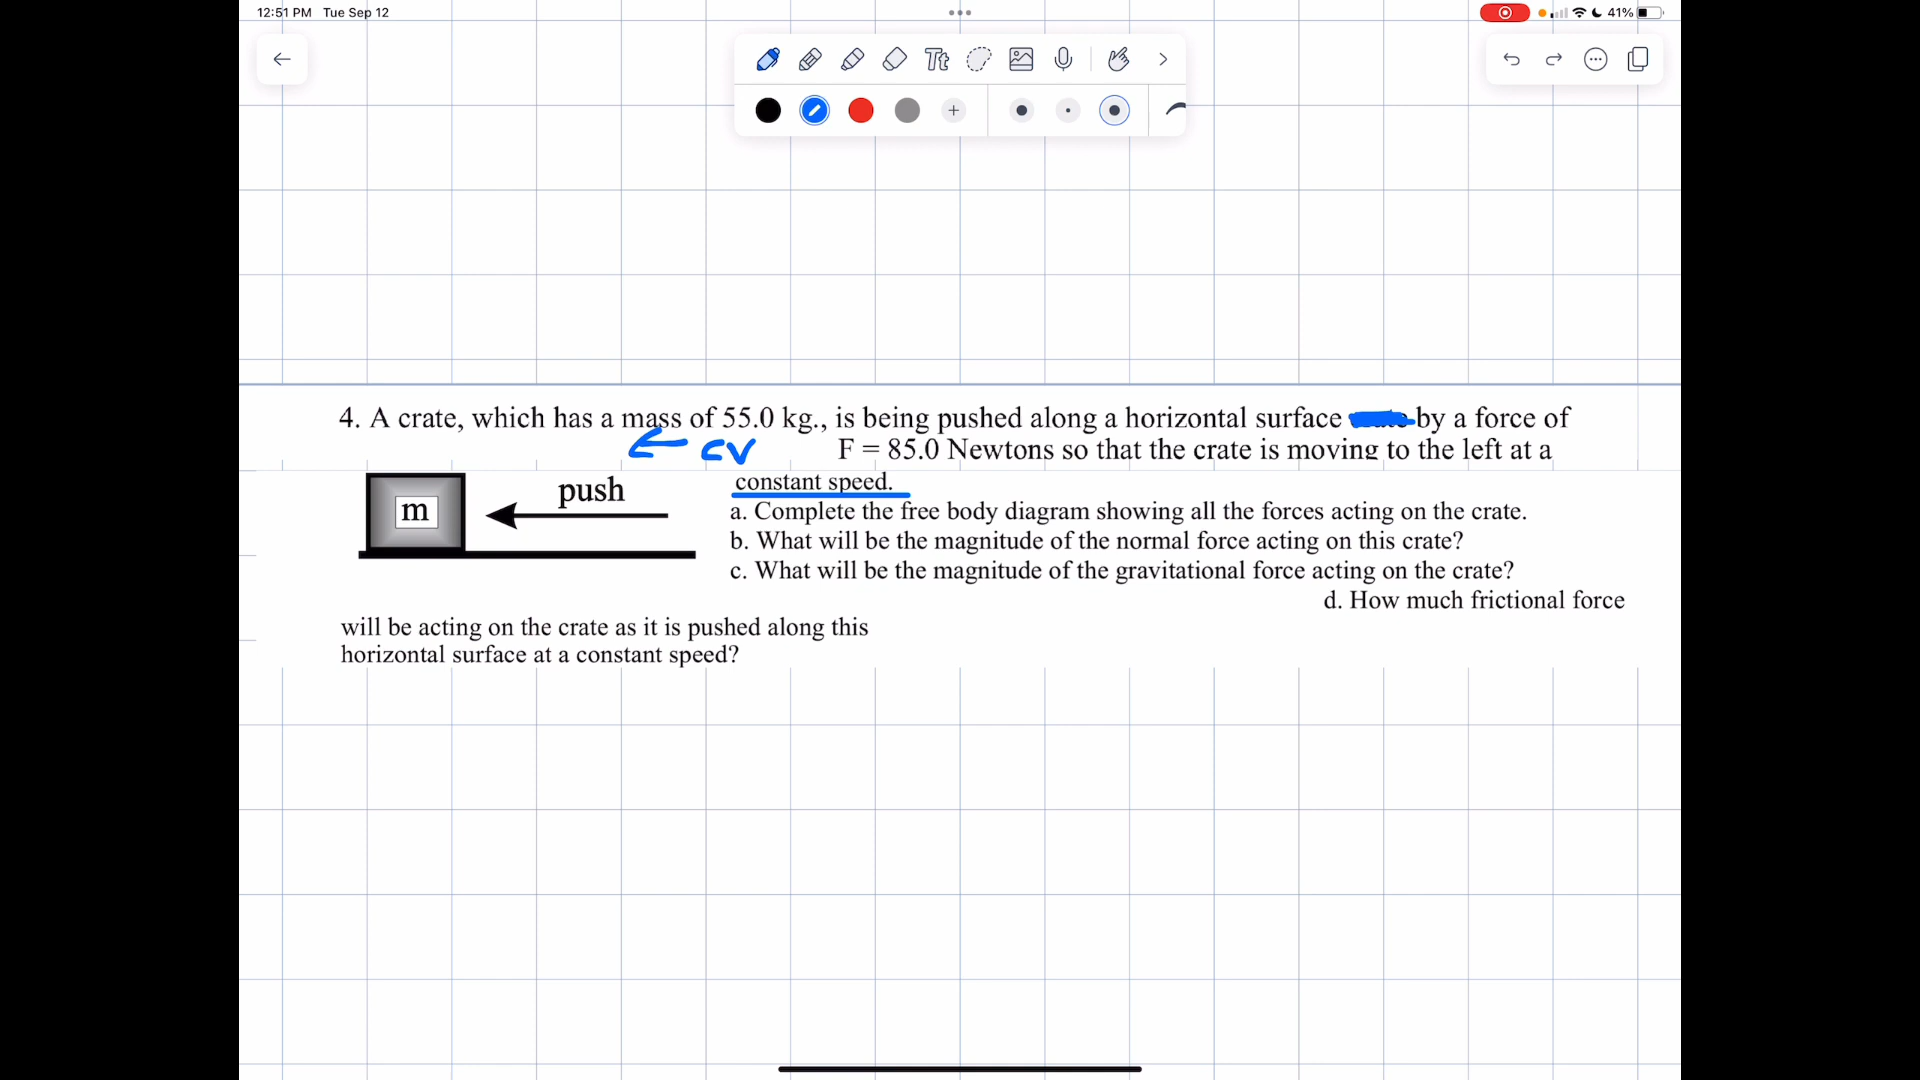 12:51 PM Tue Sep 12
41%
Tt
4. A crate, which has a mass of 55.0 kg., is being pushed along a horizontal surface by a force of
F = 85.0 Newtons so that the crate is moving to the left at a
cv
constant speed.
push
m
a. Complete the free body diagram showing all the forces acting on the crate.
b. What will be the magnitude of the normal force acting on this crate?
c. What will be the magnitude of the gravitational force acting on the crate?
d. How much frictional force
will be acting on the crate as it is pushed along this
horizontal surface at a constant speed?